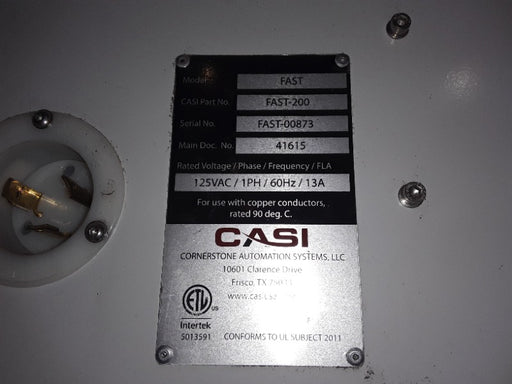 Model: FAST
CASI Part No. FAST-200
Serial No. FAST-00873
Main Doc. No. 41615
Rated Voltage / Phase / Frequency / FLA
125VAC / 1PH / 60Hz / 13A
For use with copper conductors,
rated 90 deg. C.
CASI
CORNERSTONE AUTOMATION SYSTEMS, LLC
10601 Clarence Drive
Frisco, TX
ETL US
Intertek
5013591 CONFORMS TO UL SUBJECT 2011